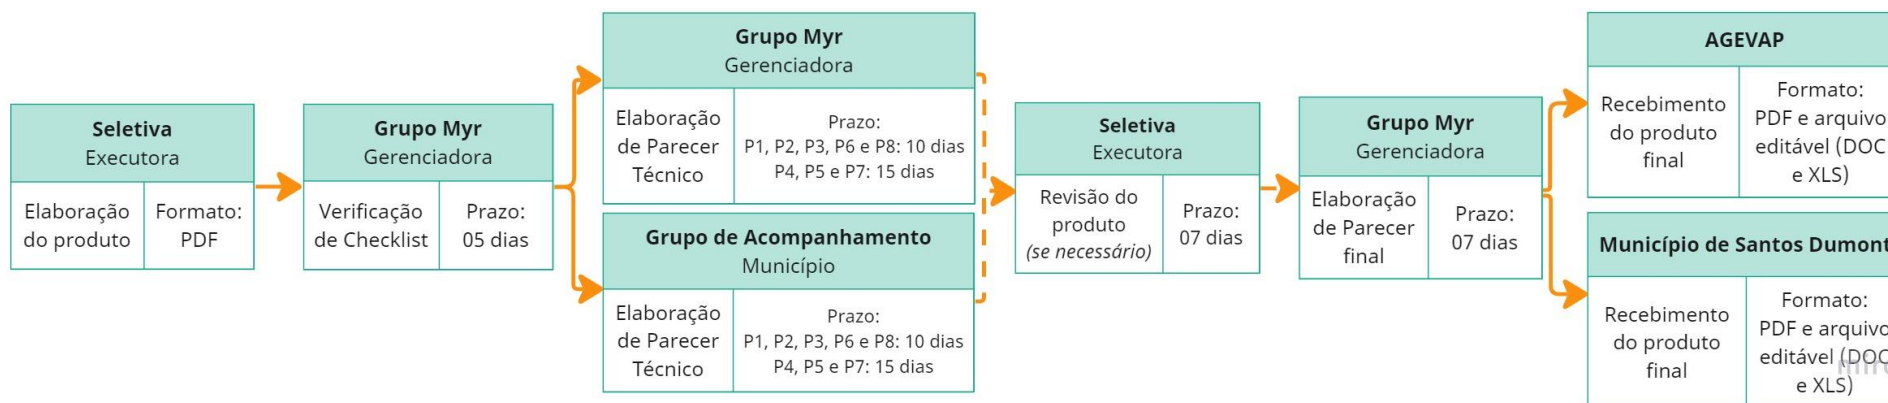 Seletiva
Executora
Elaboração
do produto
Formato:
PDF
Grupo Myr
Gerenciadora
Verificação
de Checklist
Prazo:
05 dias
Grupo Myr
Gerenciadora
Elaboração
de Parecer
Técnico
Prazo:
P1, P2, P3, P6 e P8: 10 dias
P4, P5 e P7: 15 dias
Grupo de Acompanhamento
Município
Elaboração
de Parecer
Técnico
Prazo:
P1, P2, P3, P6 e P8: 10 dias
P4, P5 e P7: 15 dias
Seletiva
Executora
Revisão do
produto
(se necessário)
Prazo:
07 dias
Grupo Myr
Gerenciadora
Elaboração
de Parecer
final
Prazo:
07 dias
AGEVAP
Recebimento
do produto
final
Formato:
PDF e arquivo
editável (DOC
e XLS)
Município de Santos Dumont
Recebimento
do produto
final
Formato:
PDF e arquivo
editável (DOC
e XLS)